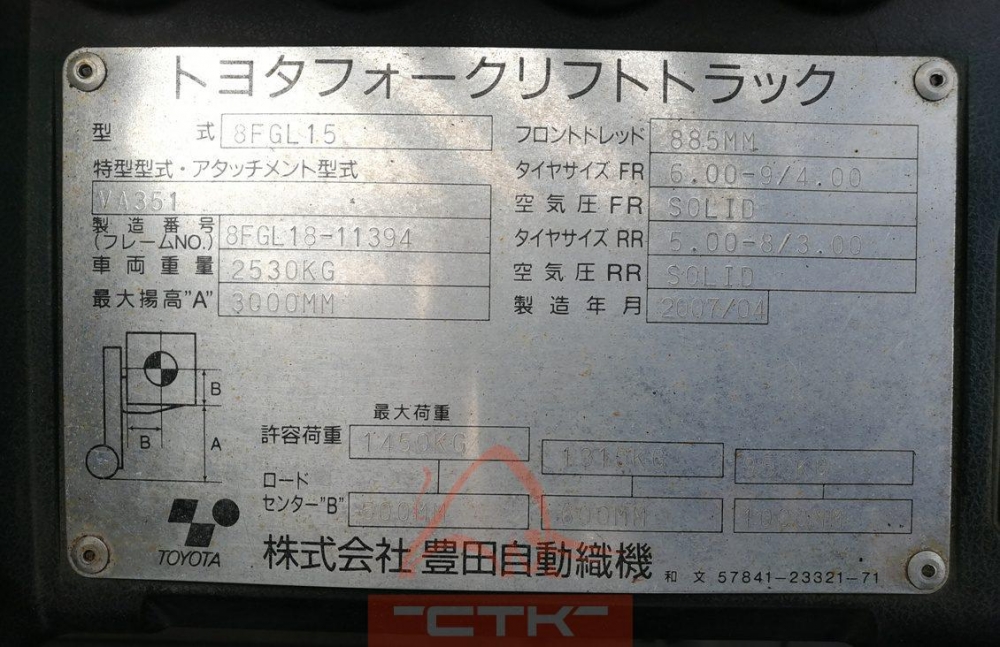 トヨタフォークリフトトラック
型 式 8FGL15
特型型式・アタッチメント型式
VA351
製造番号
(フレームNO.) 8FGL18-11394
車両重量 2530KG
最大揚高"A" 3000MM
フロントトレッド 885MM
タイヤサイズ FR 6.00-9/4.00
空気圧 FR SOLID
タイヤサイズ RR 5.00-8/3.00
空気圧 RR SOLID
製造年月 2007/04
B
B
A
最大荷重
許容荷重 1450KG
ロード
センター"B" 600MM
TOYOTA
株式会社 豊田自動織機
和文 57841-23321-71
CTK